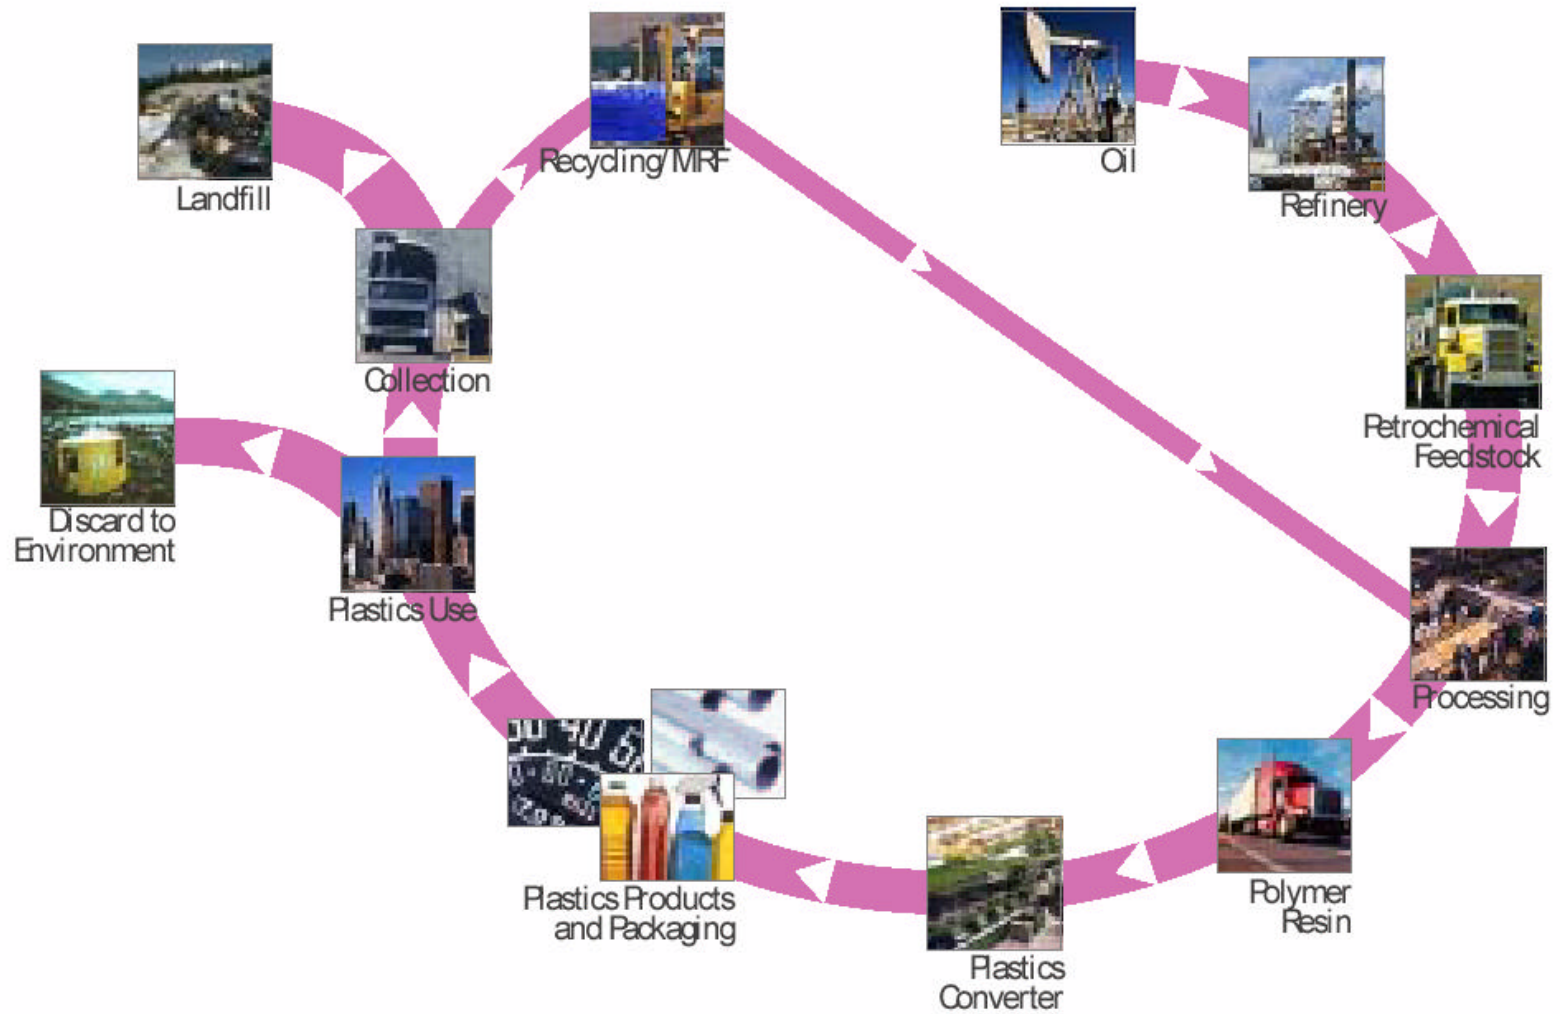 Oil
Refinery
Petrochemical
Feedstock
Processing
Polymer
Resin
Plastics
Converter
Plastics Products
and Packaging
Plastics Use
Discard to
Environment
Collection
Landfill
Recycling/MRF